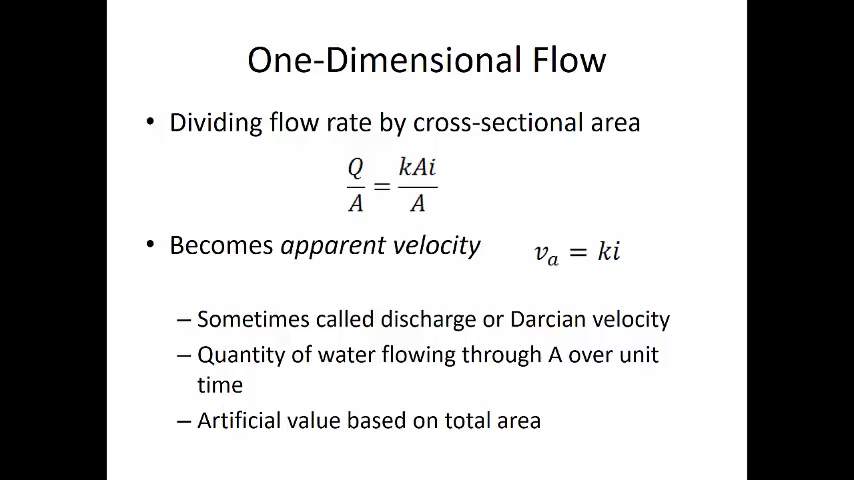 One-Dimensional Flow
• Dividing flow rate by cross-sectional area
Q/A = kAi/A
• Becomes apparent velocity v_a = ki
– Sometimes called discharge or Darcian velocity
– Quantity of water flowing through A over unit
time
– Artificial value based on total area